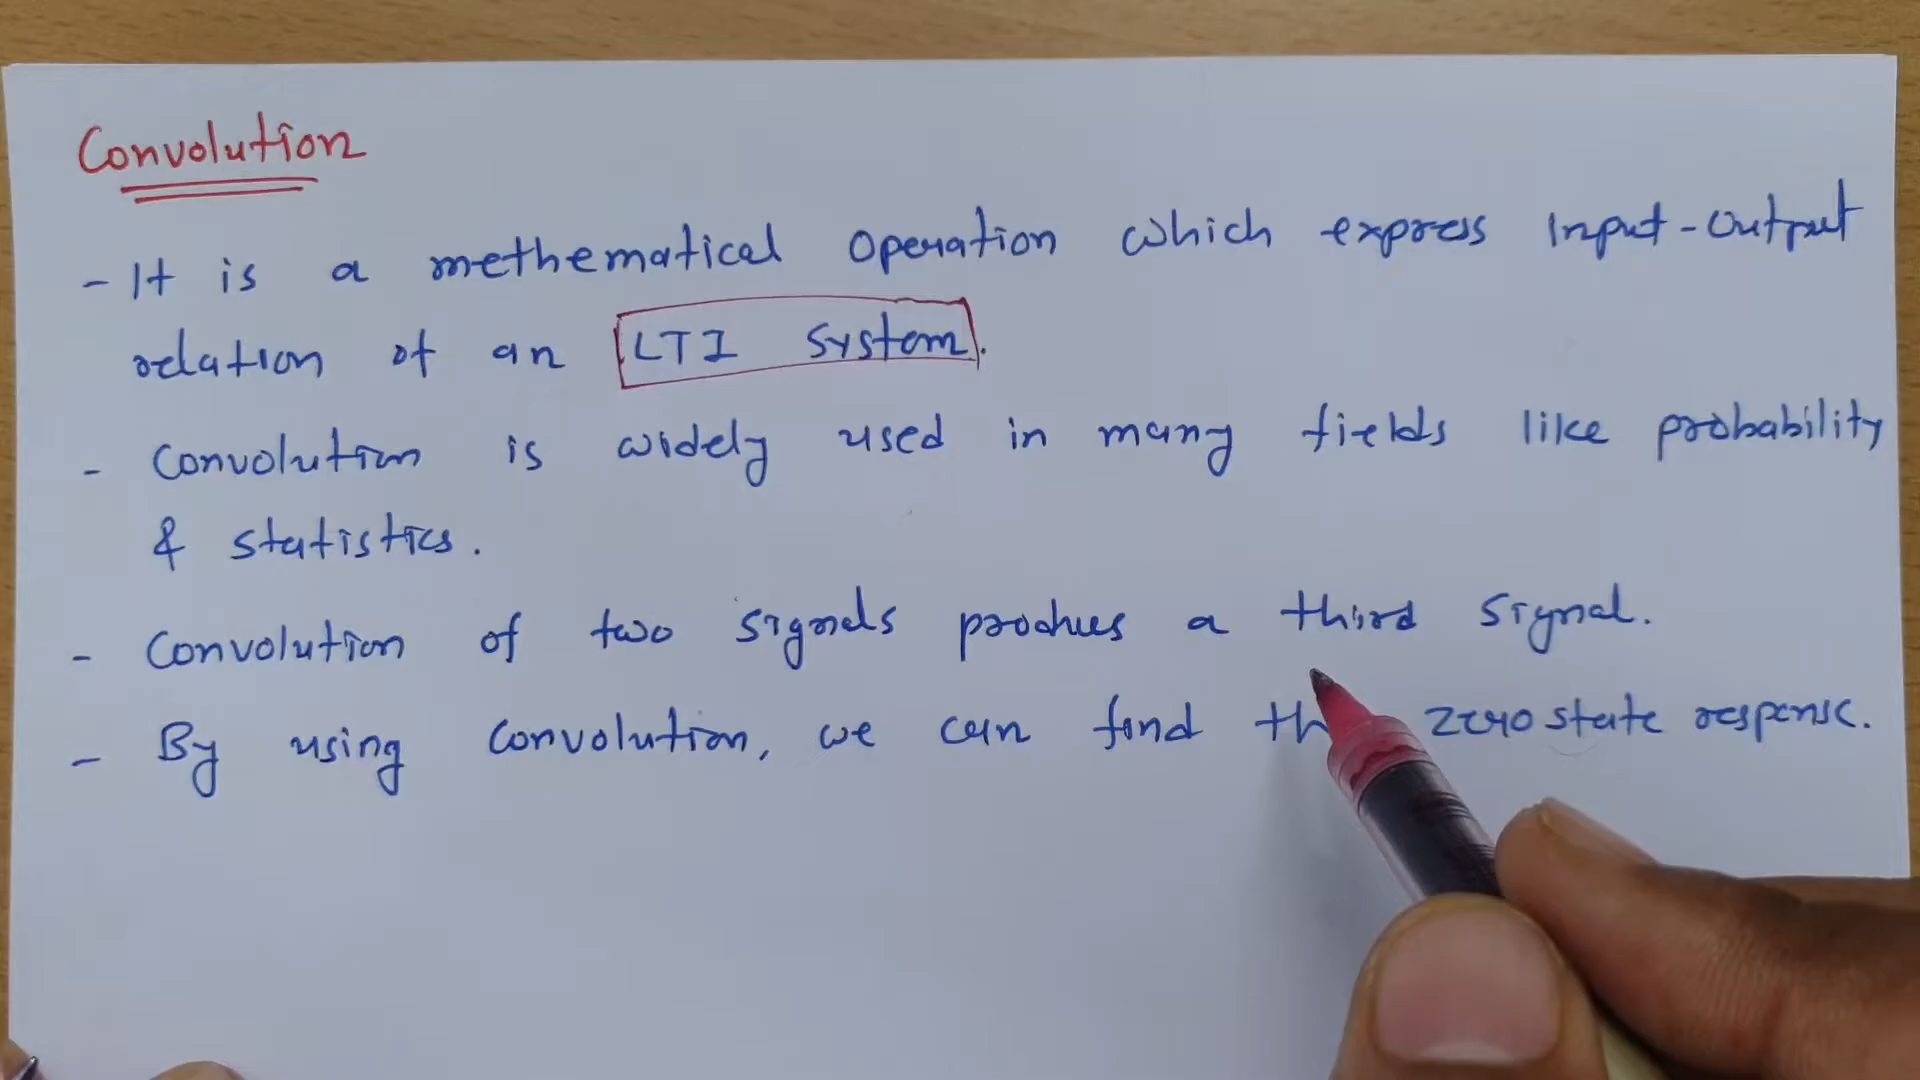 Convolution
- It is a methematical operation which express Input-Output
relation of an LTI System.
- Convolution is widely used in many fields like probability
& statistics.
- Convolution of two signals produces a third signal.
- By using convolution, we can find th zero state response.